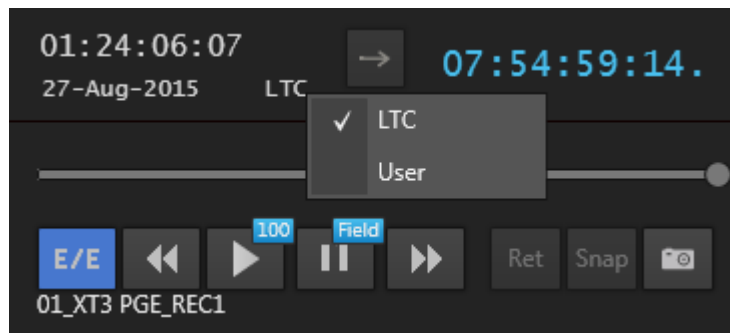 01:24:06:07
07:54:59:14.
27-Aug-2015 LTC
LTC
User
100
Field
E/E
Ret
Snap
01_XT3 PGE_REC1